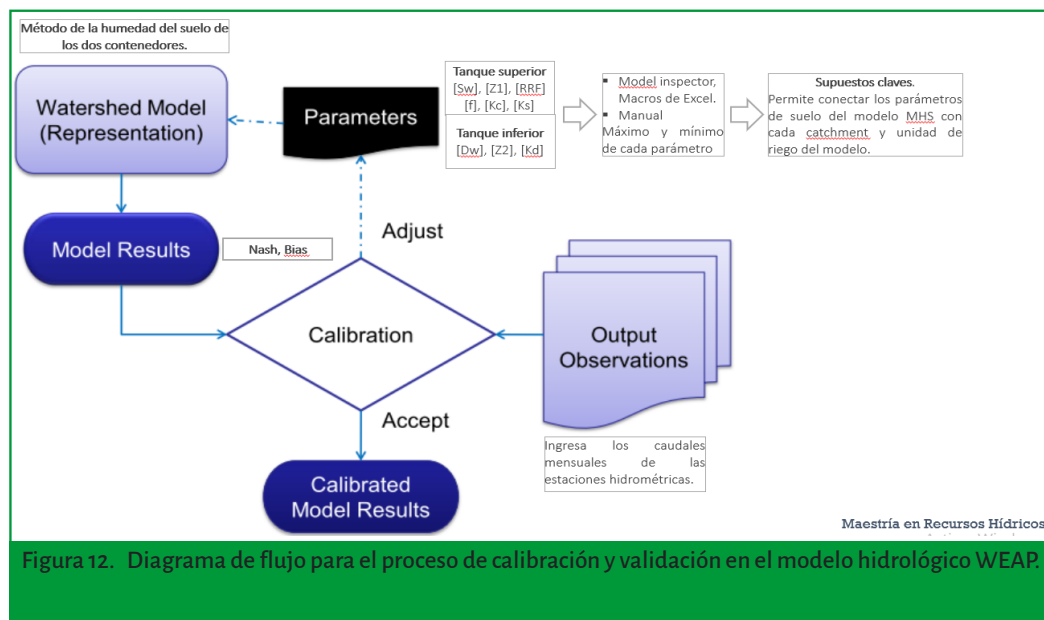 Método de la humedad del suelo de
los dos contenedores.
Watershed Model
(Representation)
Parameters
Tanque superior
[Sw], [Z1], [RRF]
[f], [Kc], [Ks]
Tanque inferior
[Dw], [Z2], [Kd]
▪ Model inspector,
Macros de Excel.
▪ Manual
Máximo y mínimo
de cada parámetro
Supuestos claves.
Permite conectar los parámetros
de suelo del modelo MHS con
cada catchment y unidad de
riego del modelo.
Model Results
Nash, Bias
Adjust
Calibration
Output
Observations
Accept
Ingresa los caudales
mensuales de las
estaciones hidrométricas.
Calibrated
Model Results
Maestría en Recursos Hídricos
Figura 12. Diagrama de flujo para el proceso de calibración y validación en el modelo hidrológico WEAP.